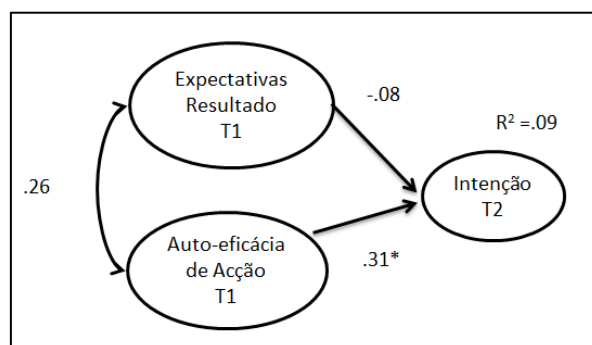 Expectativas
Resultado
T1
-.08
R² =.09
.26
Intenção
T2
Auto-eficácia
de Acção
T1
.31*